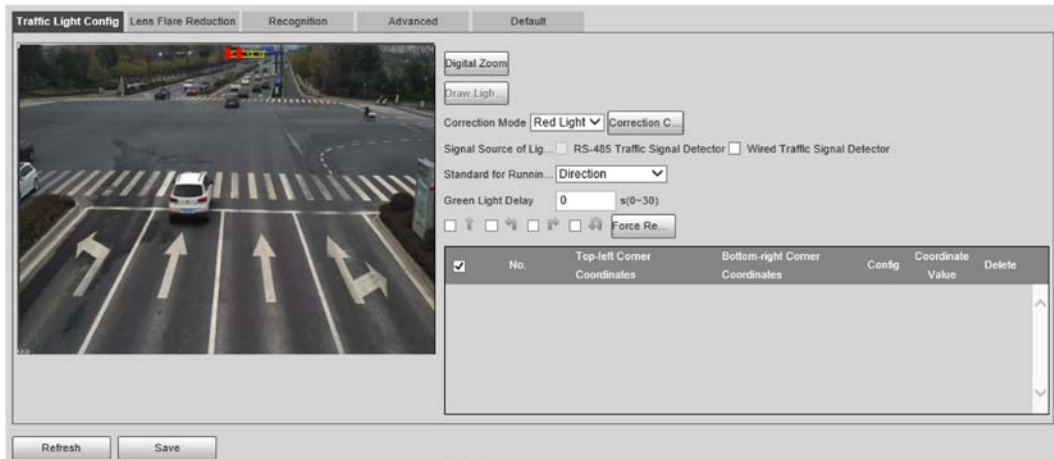 Traffic Light Config Lens Flare Reduction Recognition Advanced Default
Digital Zoom
Draw Ligh...
Correction Mode Red Light Correction C...
Signal Source of Lig... RS-485 Traffic Signal Detector Wired Traffic Signal Detector
Standard for Runnin... Direction
Green Light Delay 0 s(0~30)
Force Re...
No. Top-left Corner Coordinates Bottom-right Corner Coordinates Config Coordinate Value Delete
Refresh Save